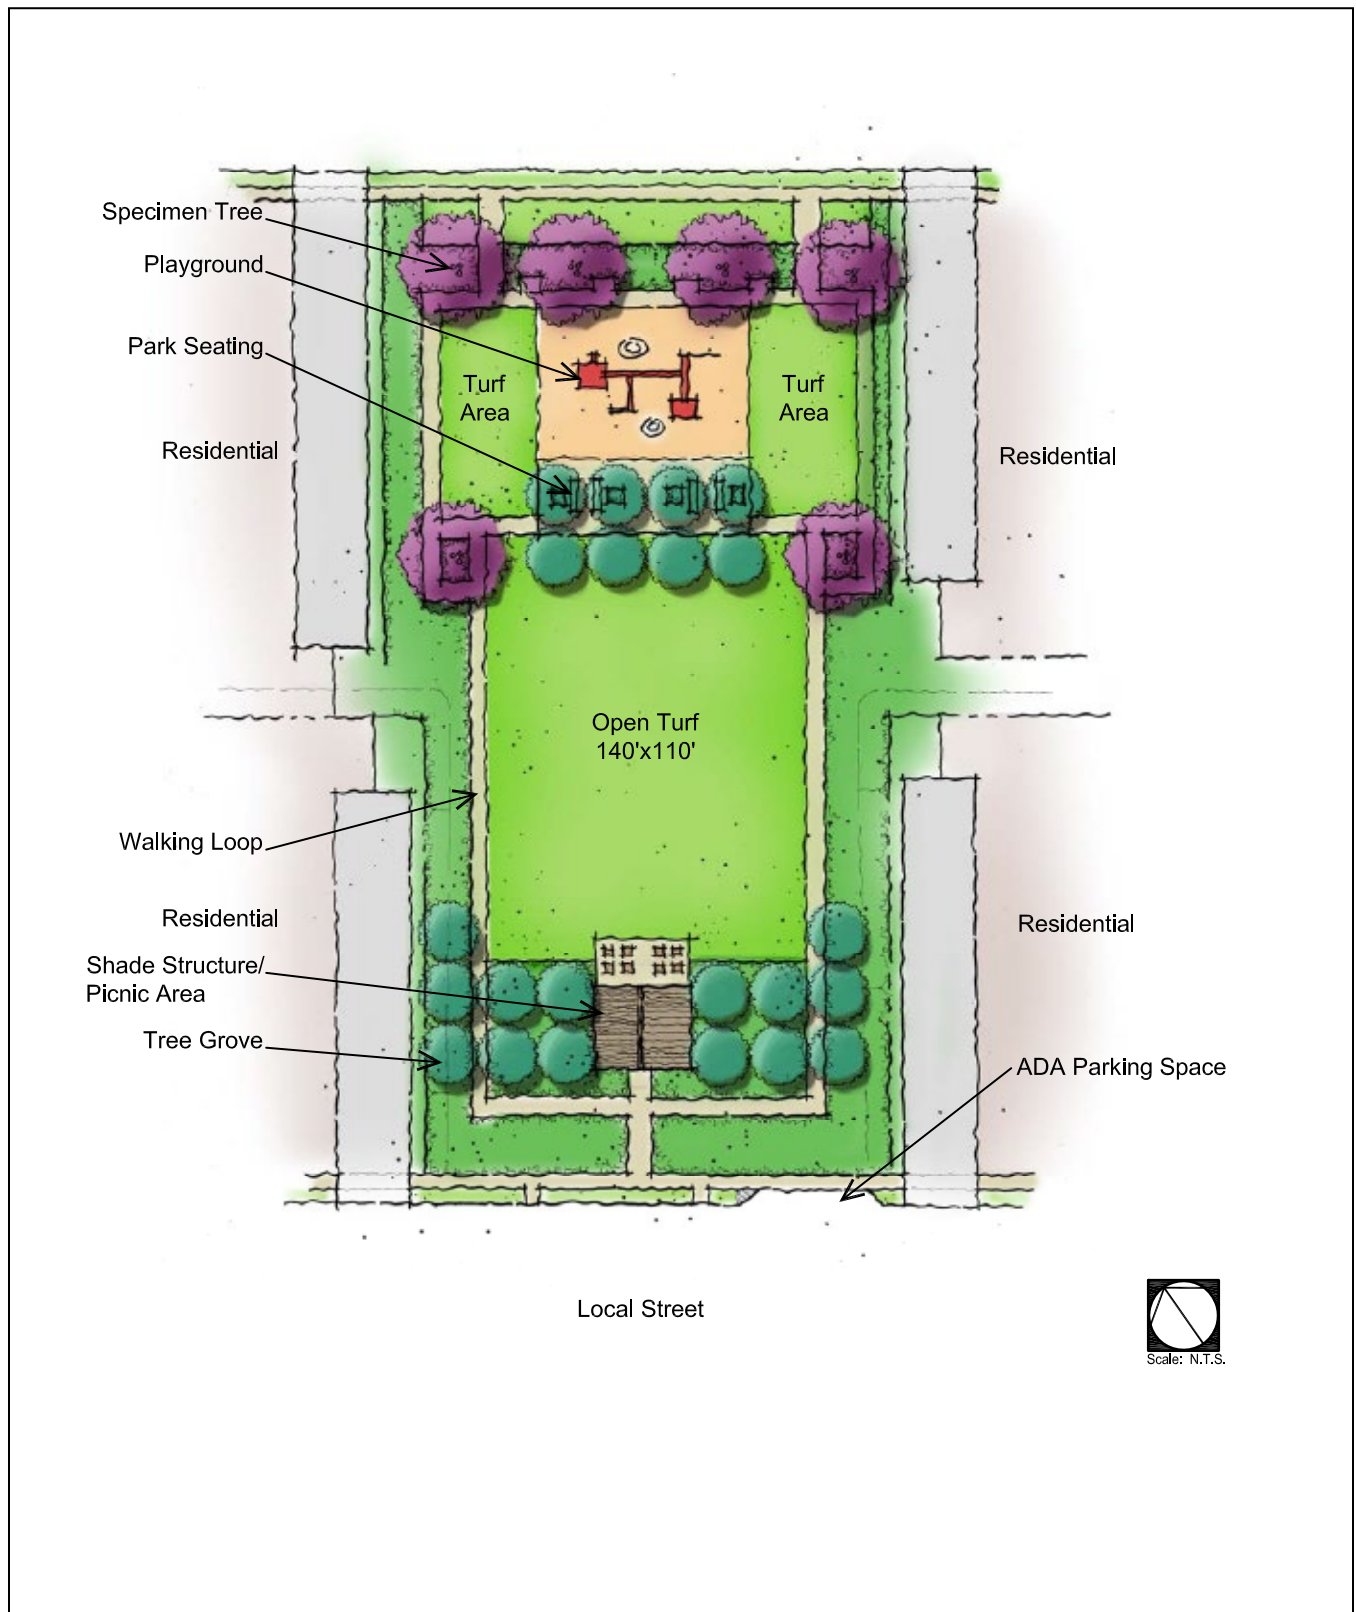 Specimen Tree
Playground
Park Seating
Turf
Area
Turf
Area
Residential
Residential
Open Turf
140'x110'
Walking Loop
Residential
Residential
Shade Structure/
Picnic Area
Tree Grove
ADA Parking Space
Local Street
Scale: N.T.S.